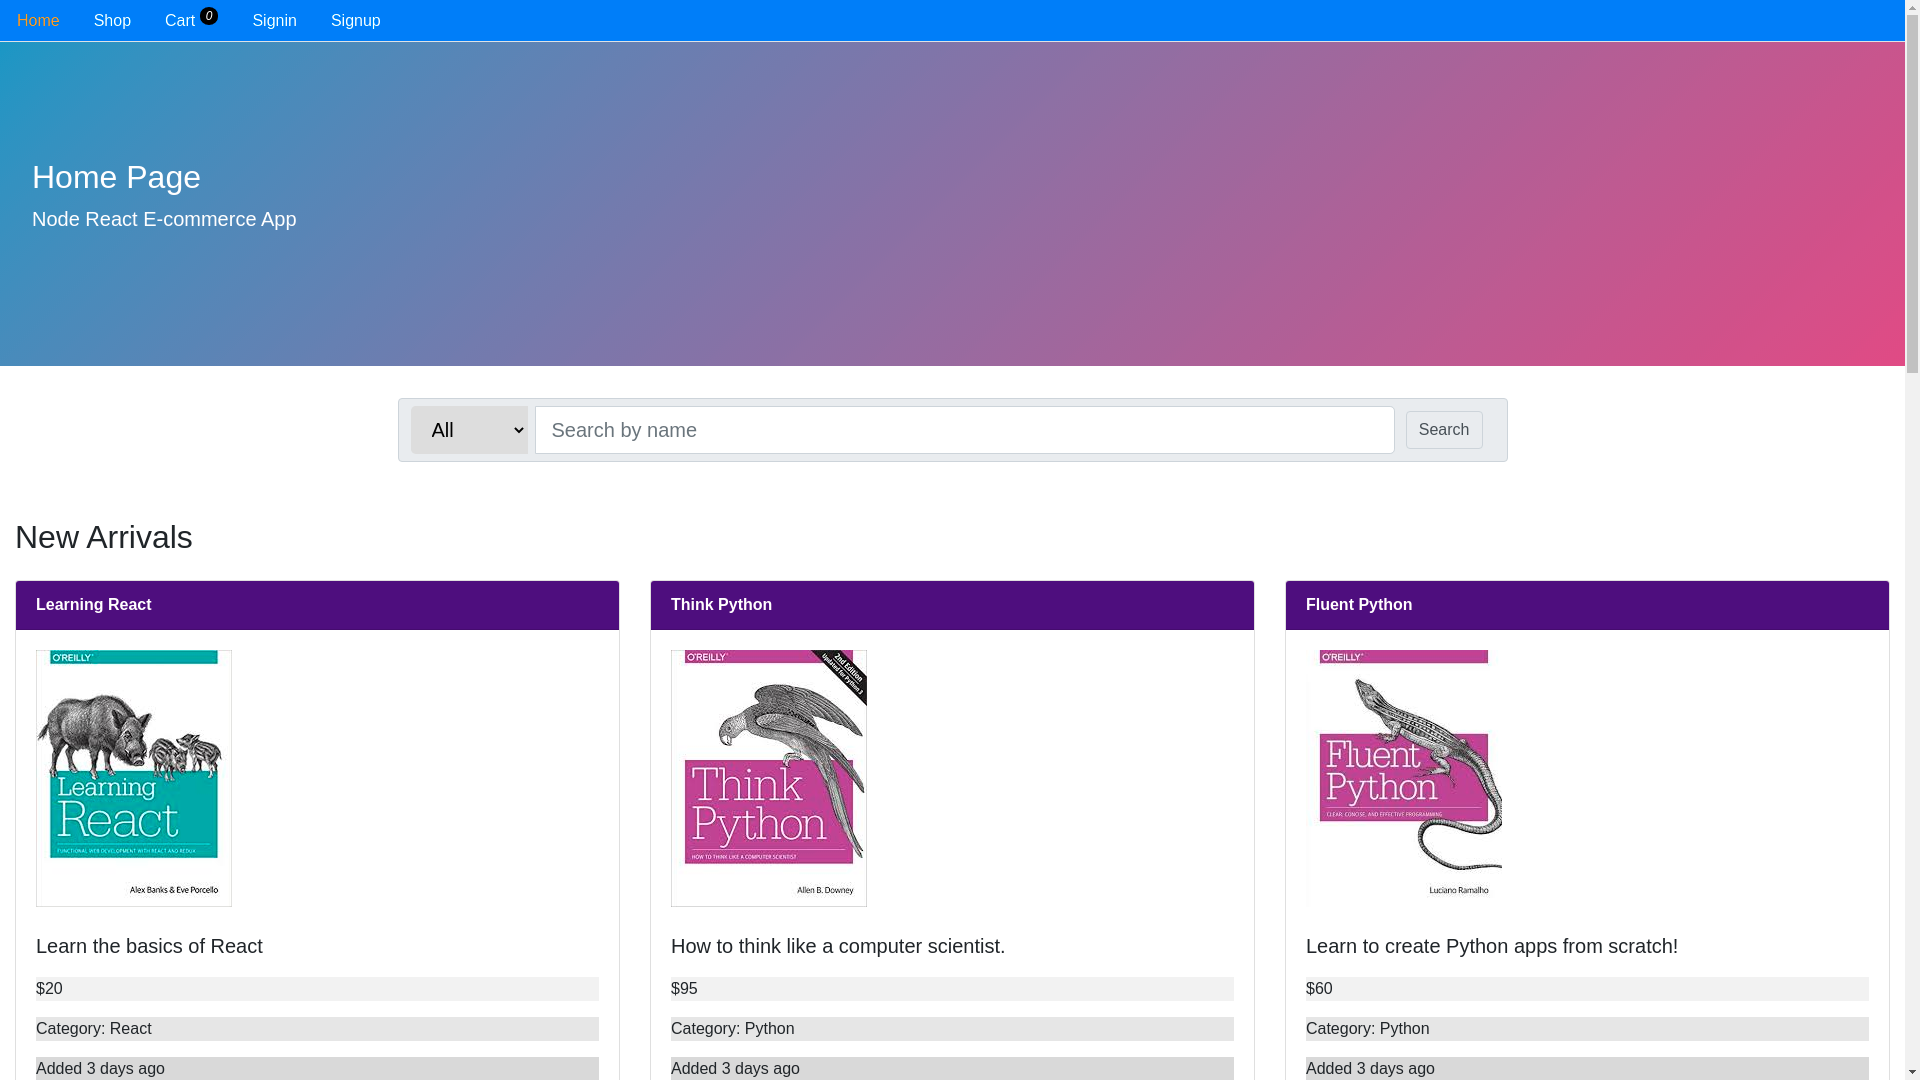 Home Shop Cart 0 Signin Signup
Home Page
Node React E-commerce App
All Search by name Search
New Arrivals
Learning React
O'REILLY
Learning
React
FUNCTIONAL WEB DEVELOPMENT WITH REACT AND REDUX
Alex Banks & Eve Porcello
Learn the basics of React
$20
Category: React
Added 3 days ago
Think Python
O'REILLY
2nd Edition
Updated for Python 3
Think
Python
HOW TO THINK LIKE A COMPUTER SCIENTIST
Allen B. Downey
How to think like a computer scientist.
$95
Category: Python
Added 3 days ago
Fluent Python
O'REILLY
Fluent
Python
CLEAR, CONCISE, AND EFFECTIVE PROGRAMMING
Luciano Ramalho
Learn to create Python apps from scratch!
$60
Category: Python
Added 3 days ago